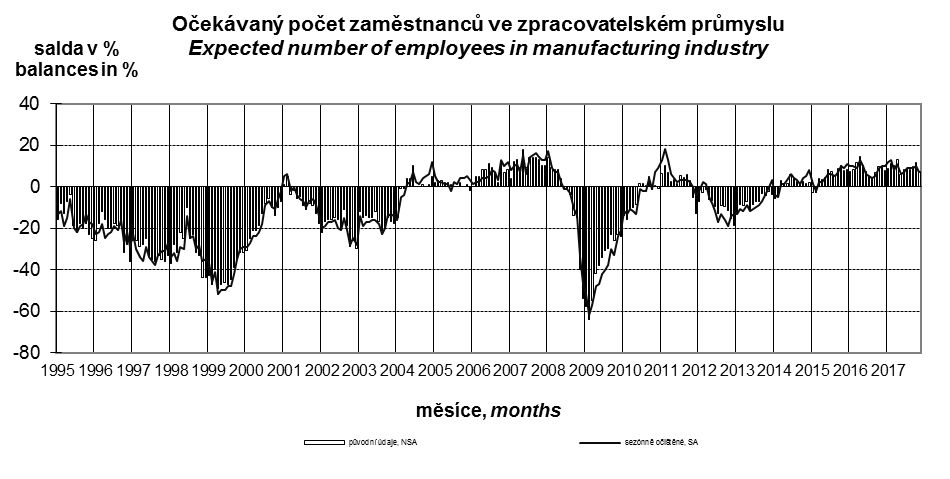 Očekávaný počet zaměstnanců ve zpracovatelském průmyslu
Expected number of employees in manufacturing industry
salda v %
balances in %
40
20
0
-20
-40
-60
-80
1995 1996 1997 1998 1999 2000 2001 2002 2003 2004 2005 2006 2007 2008 2009 2010 2011 2012 2013 2014 2015 2016 2017
měsíce, months
původní údaje, NSA
sezónně očištěné, SA